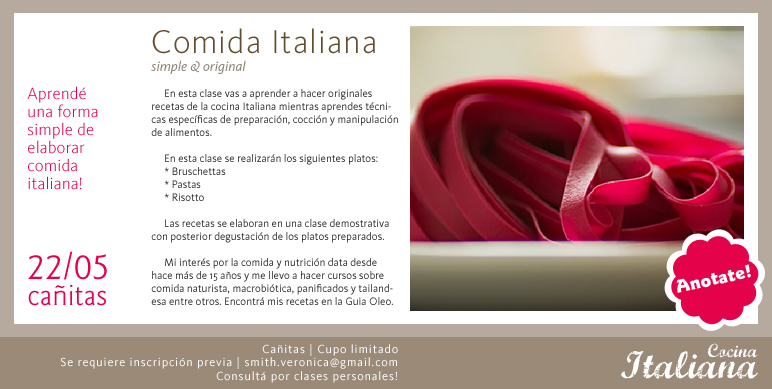 Comida Italiana
simple & original
Aprendé
una forma
simple de
elaborar
comida
italiana!
22/05
cañitas
En esta clase vas a aprender a hacer originales
recetas de la cocina Italiana mientras aprendes técni-
cas específicas de preparación, cocción y manipulación
de alimentos.
En esta clase se realizarán los siguientes platos:
* Bruschettas
* Pastas
* Risotto
Las recetas se elaboran en una clase demostrativa
con posterior degustación de los platos preparados.
Mi interés por la comida y nutrición data desde
hace más de 15 años y me llevo a hacer cursos sobre
comida naturista, macrobiótica, panificados y tailand-
esa entre otros. Encontrá mis recetas en la Guia Oleo.
Anotate!
Cañitas | Cupo limitado
Se requiere inscripción previa | smith.veronica@gmail.com
Consultá por clases personales!
Cocina
Italiana